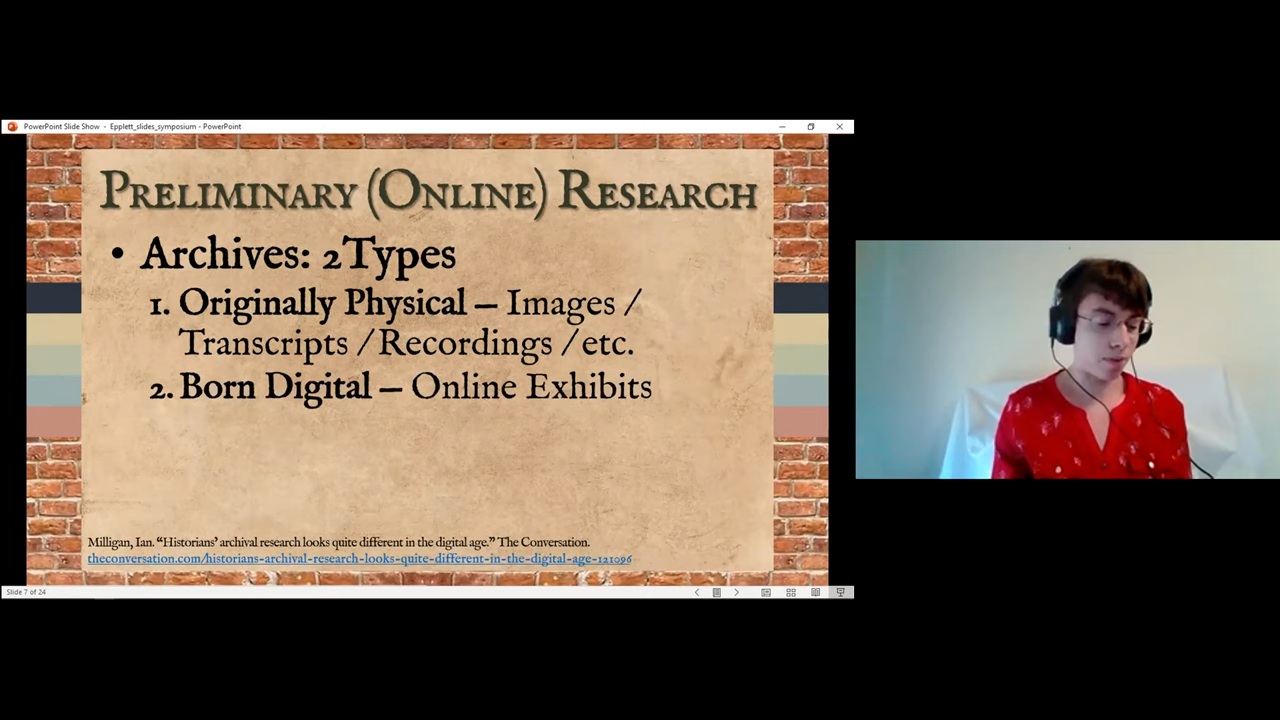 PowerPoint Slide Show - Epplett_slides_symposium - PowerPoint
Preliminary (Online) Research
• Archives: 2Types
1. Originally Physical – Images /
Transcripts / Recordings / etc.
2. Born Digital – Online Exhibits
Milligan, Ian. “Historians’ archival research looks quite different in the digital age.” The Conversation.
theconversation.com/historians-archival-research-looks-quite-different-in-the-digital-age-121096
Slide 7 of 24